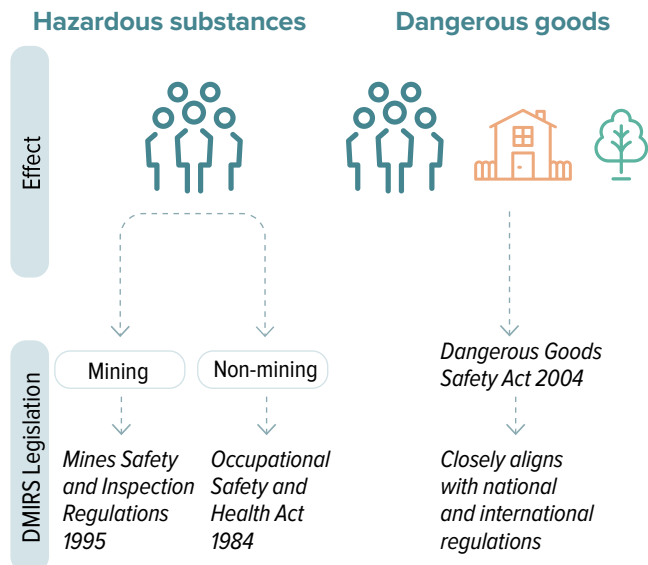 Hazardous substances
Dangerous goods
Effect
DMIRS Legislation
Mining
Non-mining
Mines Safety
and Inspection
Regulations
1995
Occupational
Safety and
Health Act
1984
Dangerous Goods
Safety Act 2004
Closely aligns
with national
and international
regulations